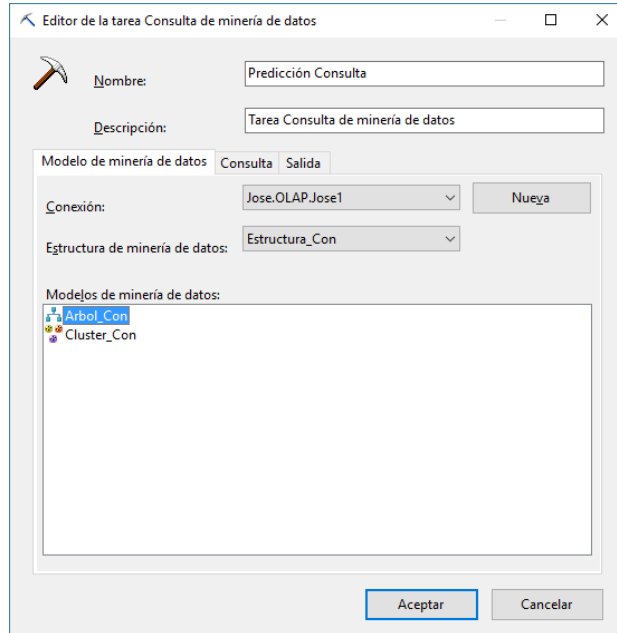 Editor de la tarea Consulta de minería de datos
Nombre: Predicción Consulta
Descripción: Tarea Consulta de minería de datos
Modelo de minería de datos Consulta Salida
Conexión: Jose.OLAP.Jose1 Nueva
Estructura de minería de datos: Estructura_Con
Modelos de minería de datos:
Arbol_Con
Cluster_Con
Aceptar Cancelar